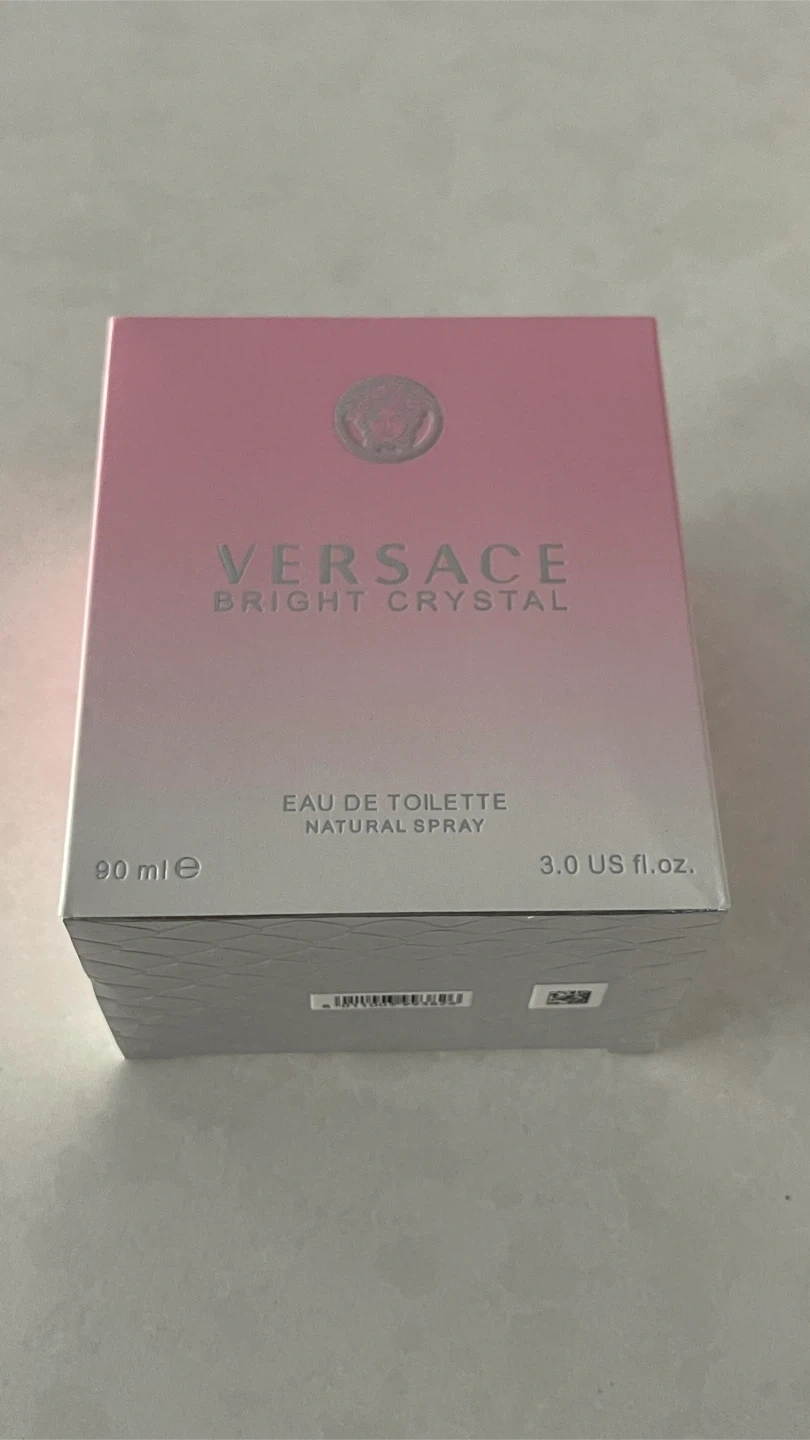 VERSACE
BRIGHT CRYSTAL
EAU DE TOILETTE
NATURAL SPRAY
90 ml ℮
3.0 US fl.oz.